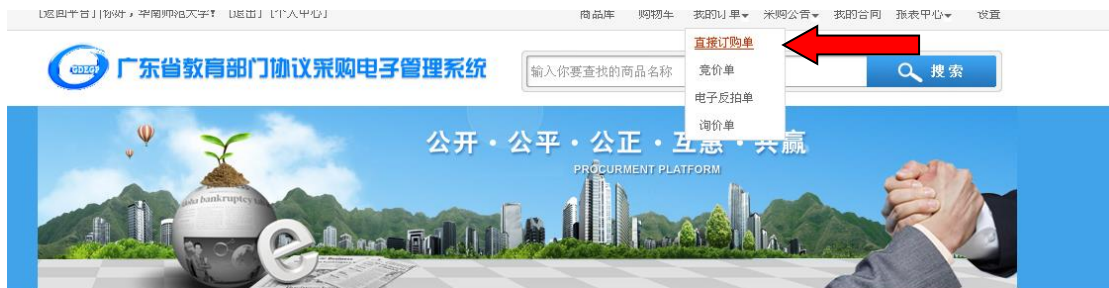 [返回平台] 你好，华南师范大学! [退出] [个人中心]
商品库 购物车 我的订单 采购公告 我的合同 报表中心 设置
直接订购单
GDZC 广东省教育部门协议采购电子管理系统
输入你要查找的商品名称
竞价单
搜索
电子反拍单
询价单
公开·公平·公正·互惠·共赢
PROCURMENT PLATFORM
bankruptcy
e